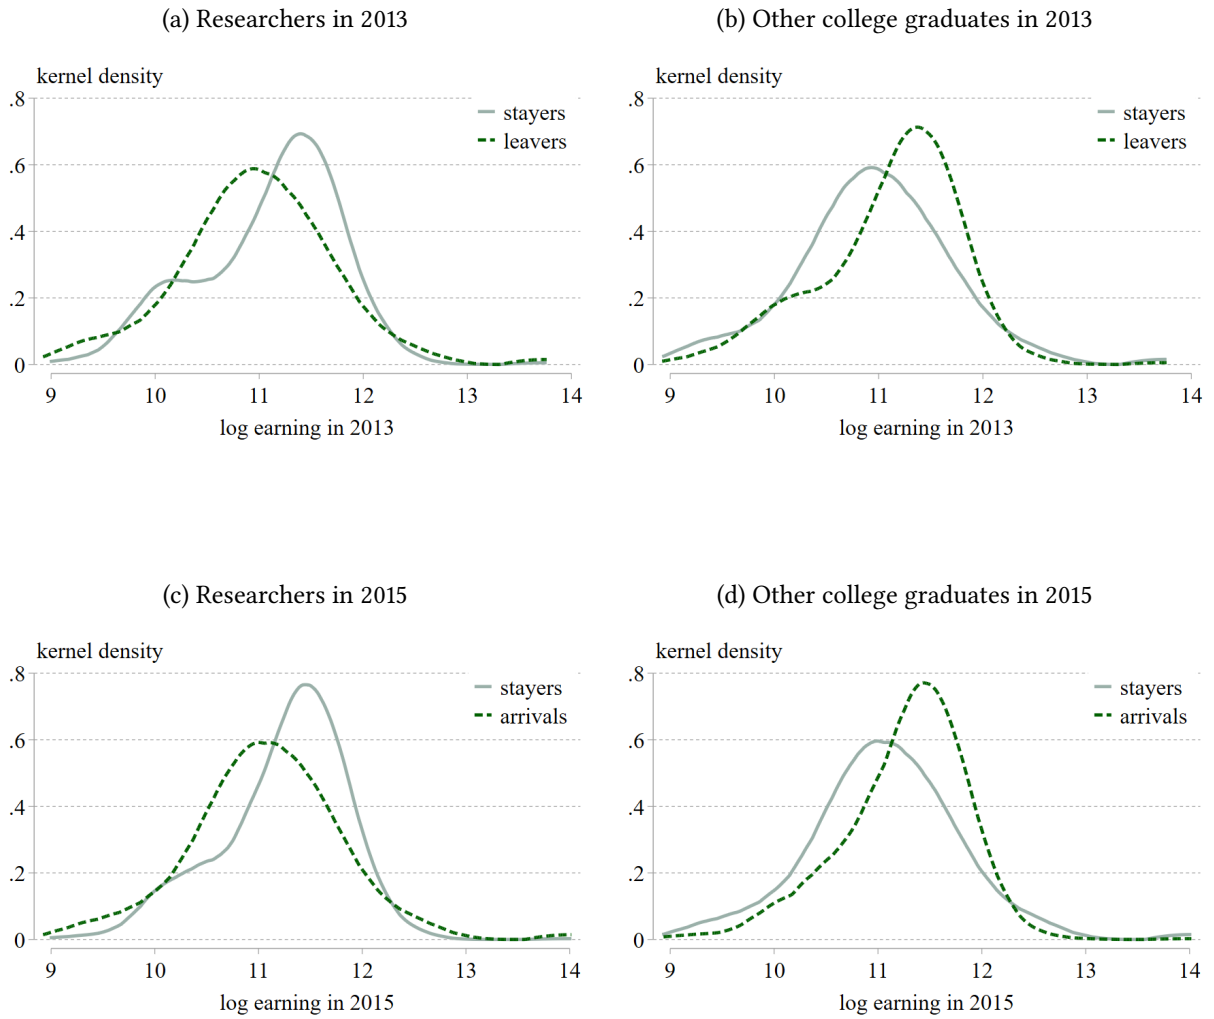 (a) Researchers in 2013
kernel density
.8
.6
.4
.2
0
stayers
leavers
9 10 11 12 13 14
log earning in 2013
(b) Other college graduates in 2013
kernel density
.8
.6
.4
.2
0
stayers
leavers
9 10 11 12 13 14
log earning in 2013
(c) Researchers in 2015
kernel density
.8
.6
.4
.2
0
stayers
arrivals
9 10 11 12 13 14
log earning in 2015
(d) Other college graduates in 2015
kernel density
.8
.6
.4
.2
0
stayers
arrivals
9 10 11 12 13 14
log earning in 2015